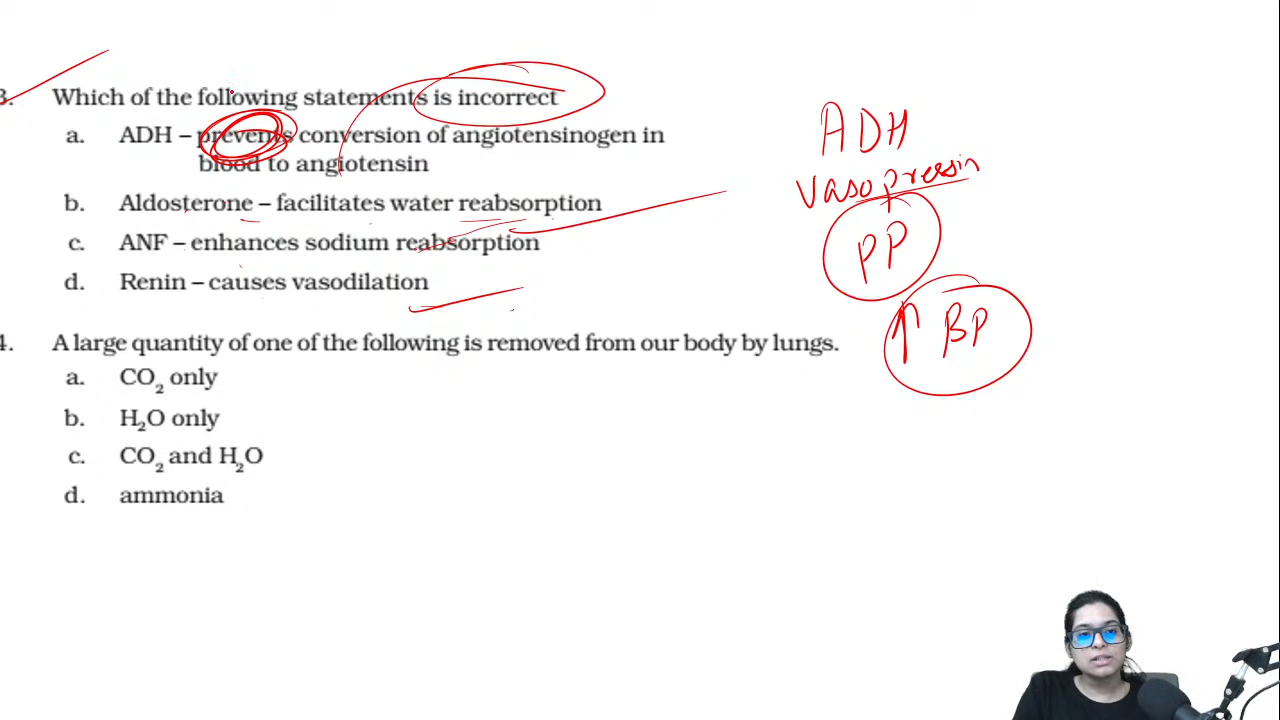 3. Which of the following statements is incorrect
a. ADH – prevents conversion of angiotensinogen in
blood to angiotensin
b. Aldosterone – facilitates water reabsorption
c. ANF – enhances sodium reabsorption
d. Renin – causes vasodilation
4. A large quantity of one of the following is removed from our body by lungs.
a. CO₂ only
b. H₂O only
c. CO₂ and H₂O
d. ammonia
ADH
Vasopressin
PP
↑ BP